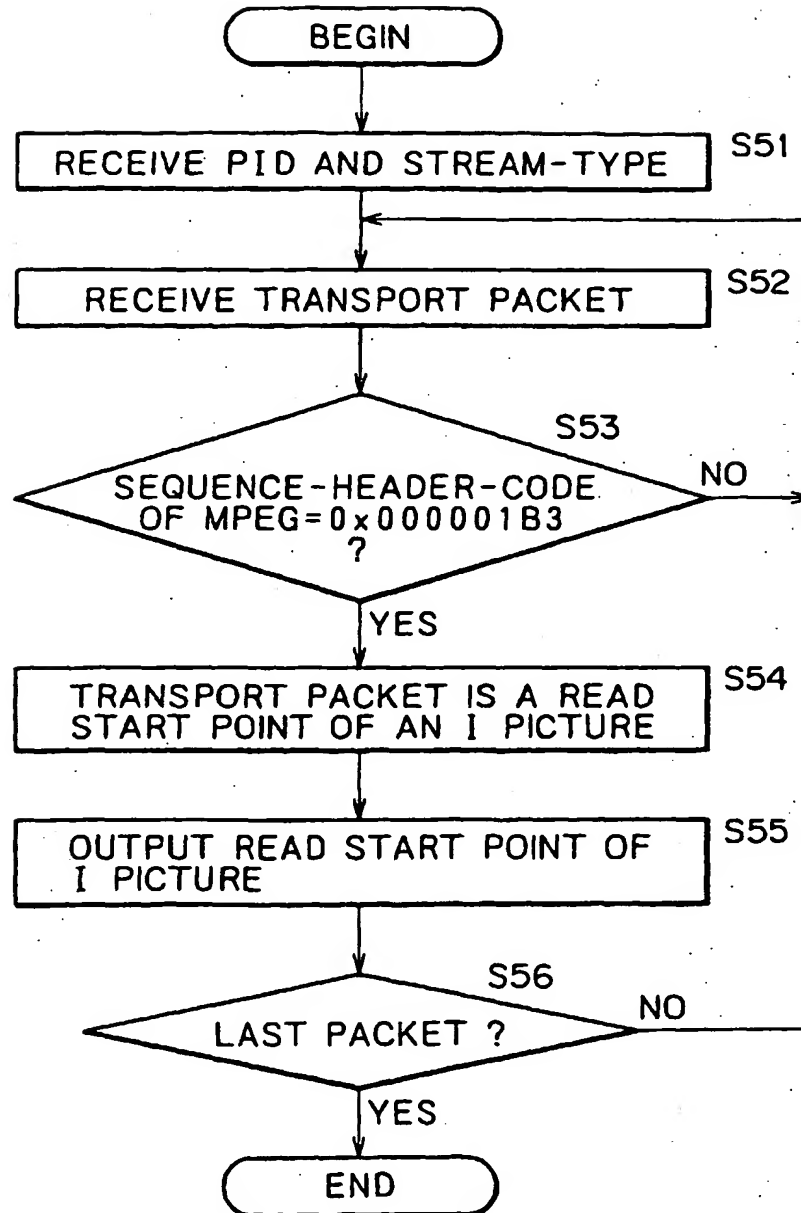 BEGIN
RECEIVE PID AND STREAM-TYPE
S51
RECEIVE TRANSPORT PACKET
S52
S53
SEQUENCE-HEADER-CODE
OF MPEG=0x000001B3
?
NO
YES
TRANSPORT PACKET IS A READ
START POINT OF AN I PICTURE
S54
OUTPUT READ START POINT OF
I PICTURE
S55
S56
LAST PACKET ?
NO
YES
END